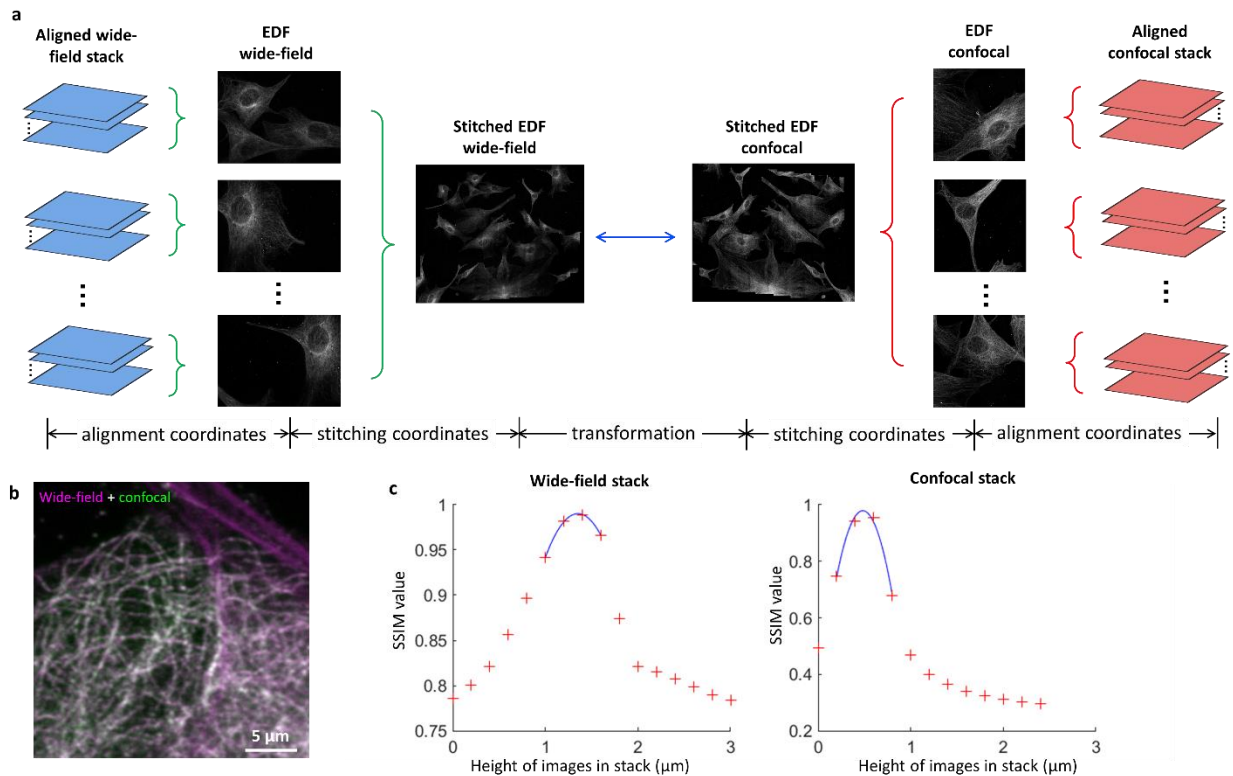 a
Aligned wide-
field stack
EDF
wide-field
Stitched EDF
wide-field
Stitched EDF
confocal
EDF
confocal
Aligned
confocal stack
alignment coordinates
stitching coordinates
transformation
stitching coordinates
alignment coordinates
b
Wide-field + confocal
5 µm
c
Wide-field stack
1
0.95
0.9
0.85
0.8
0.75
SSIM value
0
1
2
3
Height of images in stack (µm)
Confocal stack
1
0.8
0.6
0.4
0.2
SSIM value
0
1
2
3
Height of images in stack (µm)